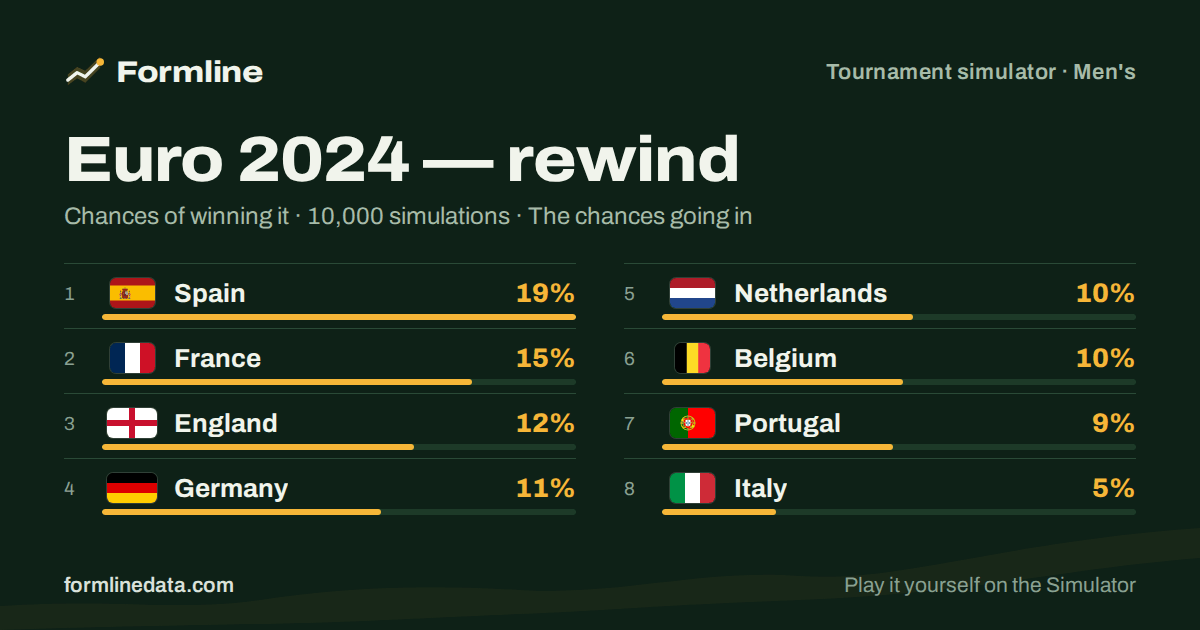 Formline
Tournament simulator · Men's
Euro 2024 — rewind
Chances of winning it · 10,000 simulations · The chances going in
1 Spain 19%
2 France 15%
3 England 12%
4 Germany 11%
5 Netherlands 10%
6 Belgium 10%
7 Portugal 9%
8 Italy 5%
formlinedata.com
Play it yourself on the Simulator